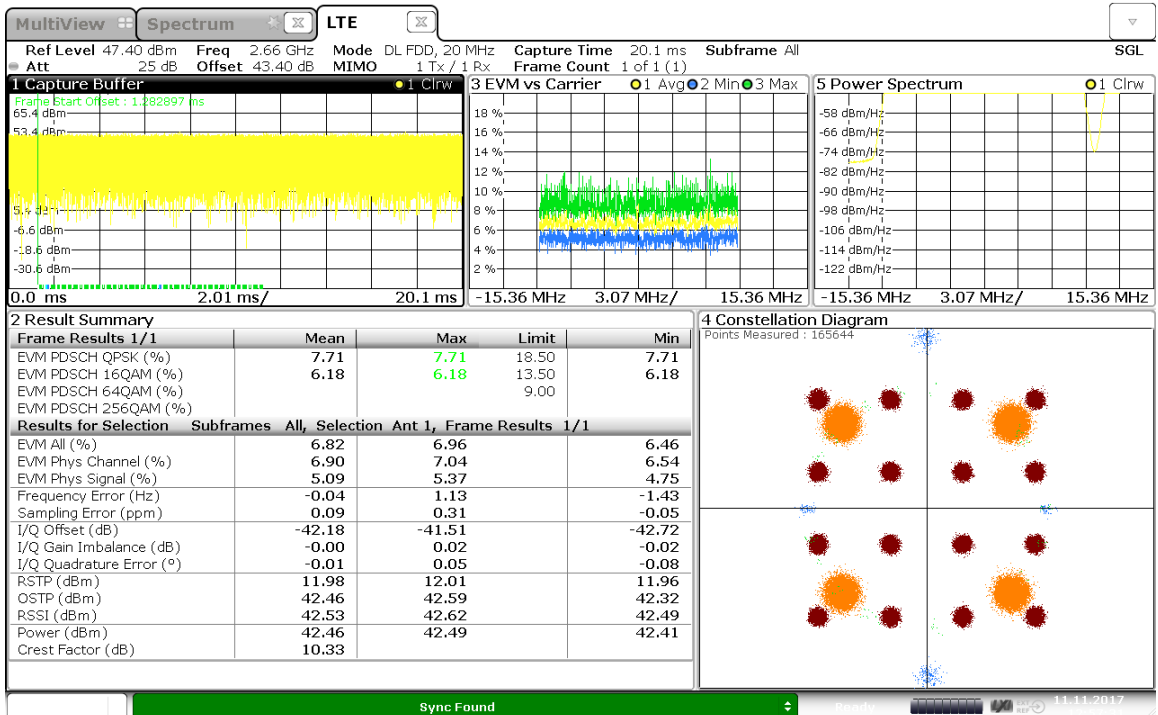 MultiView Spectrum LTE
Ref Level 47.40 dBm Freq 2.66 GHz Mode DL FDD, 20 MHz Capture Time 20.1 ms Subframe All SGL
Att 25 dB Offset 43.40 dB MIMO 1 Tx / 1 Rx Frame Count 1 of 1 (1)
1 Capture Buffer 1 Clrw
Frame Start Offset : 1.282897 ms
65.4 dBm
53.4 dBm
-6.6 dBm
-18.6 dBm
-30.6 dBm
0.0 ms 2.01 ms/ 20.1 ms
3 EVM vs Carrier 1 Avg 2 Min 3 Max
18 %
16 %
14 %
12 %
10 %
8 %
6 %
4 %
2 %
-15.36 MHz 3.07 MHz/ 15.36 MHz
5 Power Spectrum 1 Clrw
-58 dBm/Hz
-66 dBm/Hz
-74 dBm/Hz
-82 dBm/Hz
-90 dBm/Hz
-98 dBm/Hz
-106 dBm/Hz
-114 dBm/Hz
-122 dBm/Hz
-15.36 MHz 3.07 MHz/ 15.36 MHz
2 Result Summary
Frame Results 1/1 Mean Max Limit Min
EVM PDSCH QPSK (%) 7.71 7.71 18.50 7.71
EVM PDSCH 16QAM (%) 6.18 6.18 13.50 6.18
EVM PDSCH 64QAM (%) 9.00
EVM PDSCH 256QAM (%)
Results for Selection Subframes All, Selection Ant 1, Frame Results 1/1
EVM All (%) 6.82 6.96 6.46
EVM Phys Channel (%) 6.90 7.04 6.54
EVM Phys Signal (%) 5.09 5.37 4.75
Frequency Error (Hz) -0.04 1.13 -1.43
Sampling Error (ppm) 0.09 0.31 -0.05
I/Q Offset (dB) -42.18 -41.51 -42.72
I/Q Gain Imbalance (dB) -0.00 0.02 -0.02
I/Q Quadrature Error (º) -0.01 0.05 -0.08
RSTP (dBm) 11.98 12.01 11.96
OSTP (dBm) 42.46 42.59 42.32
RSSI (dBm) 42.53 42.62 42.49
Power (dBm) 42.46 42.49 42.41
Crest Factor (dB) 10.33
4 Constellation Diagram
Points Measured : 165644
Sync Found Ready 11.11.2017